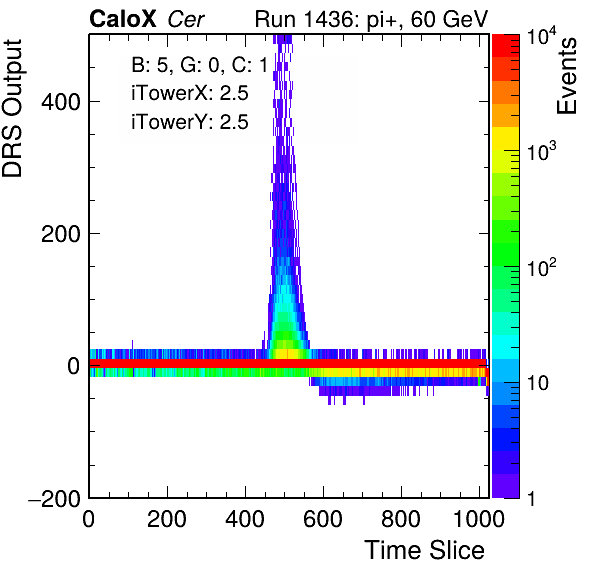 CaloX Cer Run 1436: pi+, 60 GeV
B: 5, G: 0, C: 1
iTowerX: 2.5
iTowerY: 2.5
DRS Output
400
200
0
−200
0 200 400 600 800 1000
Time Slice
Events
10^4
10^3
10^2
10
1